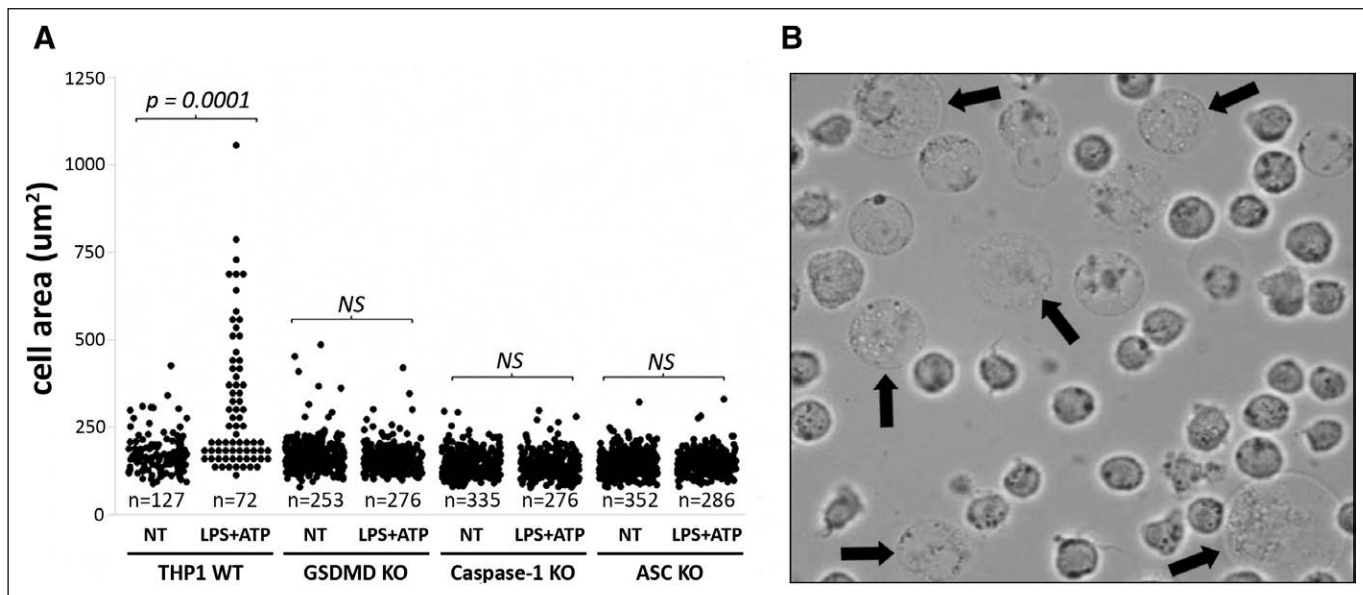 A
B
1250
1000
750
500
250
0
cell area (um²)
p = 0.0001
NS
NS
NS
n=127
n=72
n=253
n=276
n=335
n=276
n=352
n=286
NT
LPS+ATP
NT
LPS+ATP
NT
LPS+ATP
NT
LPS+ATP
THP1 WT
GSDMD KO
Caspase-1 KO
ASC KO